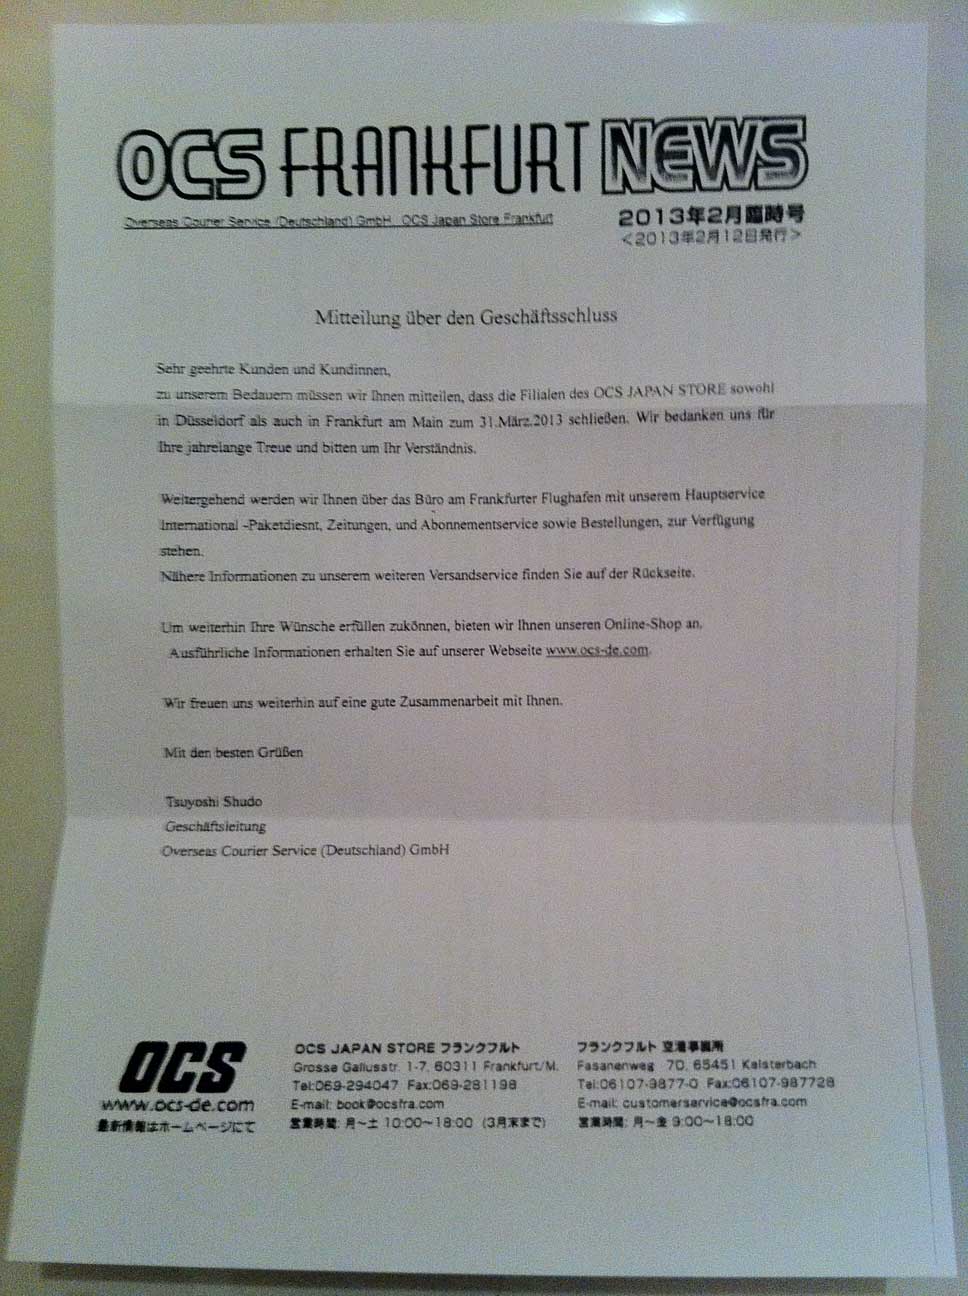 OCS FRANKFURT NEWS
Overseas Courier Service (Deutschland) GmbH. OCS Japan Store Frankfurt
2013年2月臨時号
<2013年2月12日発行>
Mitteilung über den Geschäftsschluss
Sehr geehrte Kunden und Kundinnen,
zu unserem Bedauern müssen wir Ihnen mitteilen, dass die Filialen des OCS JAPAN STORE sowohl
in Düsseldorf als auch in Frankfurt am Main zum 31.März.2013 schließen. Wir bedanken uns für
Ihre jahrelange Treue und bitten um Ihr Verständnis.
Weitergehend werden wir Ihnen über das Büro am Frankfurter Flughafen mit unserem Hauptservice
International -Paketdiesnt, Zeitungen, und Abonnementservice sowie Bestellungen, zur Verfügung
stehen.
Nähere Informationen zu unserem weiteren Versandservice finden Sie auf der Rückseite.
Um weiterhin Ihre Wünsche erfüllen zukönnen, bieten wir Ihnen unseren Online-Shop an.
Ausführliche Informationen erhalten Sie auf unserer Webseite www.ocs-de.com.
Wir freuen uns weiterhin auf eine gute Zusammenarbeit mit Ihnen.
Mit den besten Grüßen
Tsuyoshi Shudo
Geschäftsleitung
Overseas Courier Service (Deutschland) GmbH
OCS
www.ocs-de.com
最新情報はホームページにて
OCS JAPAN STORE フランクフルト
Grosse Gallusstr. 1-7, 60311 Frankfurt/M.
Tel:069-294047 Fax:069-281198
E-mail: book@ocsfra.com
営業時間: 月〜土 10:00〜18:00 (3月末まで)
フランクフルト 空港事務所
Fasanenweg 70, 65451 Kelsterbach
Tel:06107-9877-0 Fax:06107-987728
E-mail: customerservice@ocsfra.com
営業時間: 月〜金 9:00〜18:00